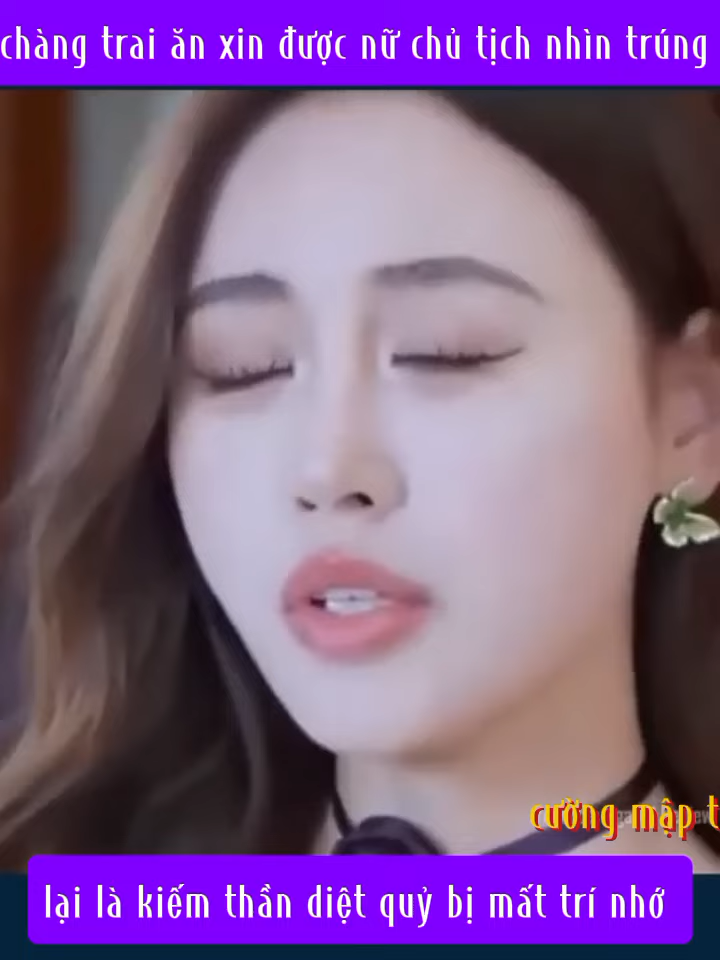 chàng trai ăn xin được nữ chủ tịch nhìn trúng
cường mập
lại là kiếm thần diệt quỷ bị mất trí nhớ